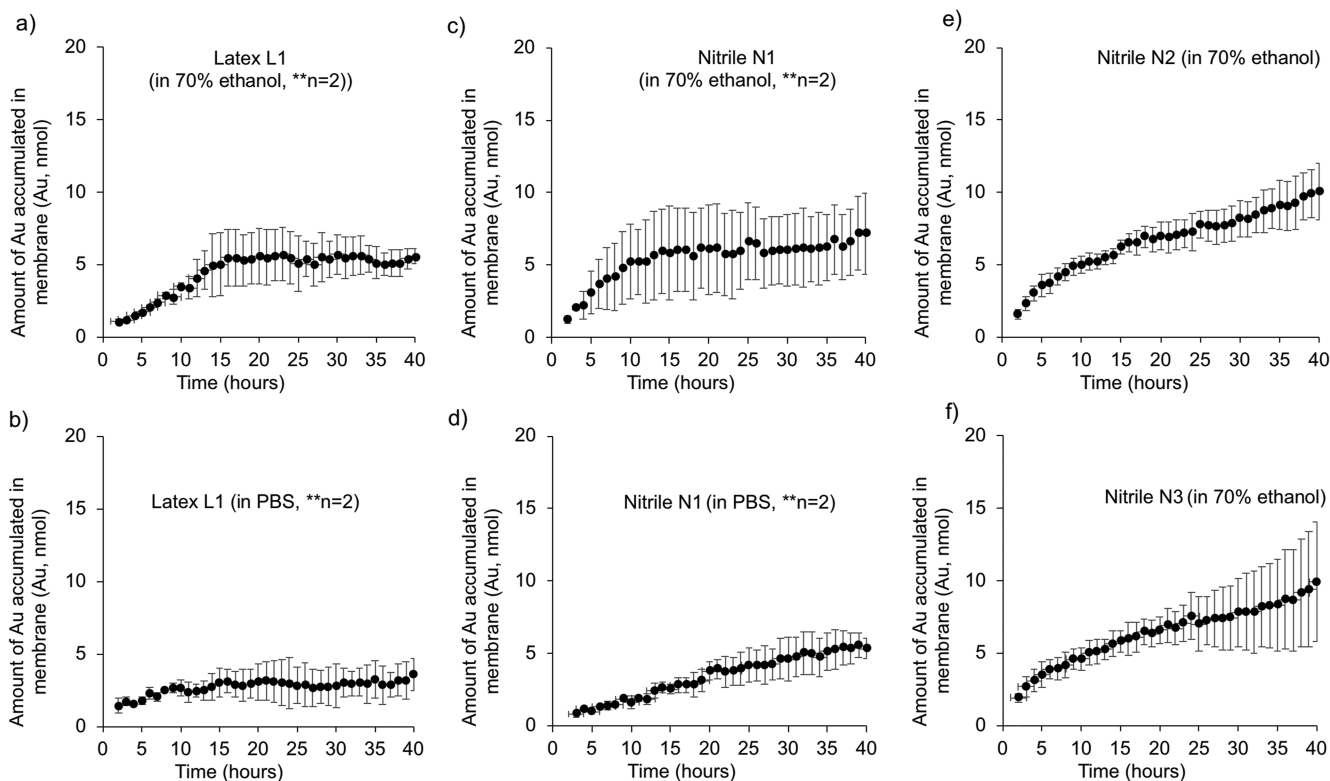 a)
Latex L1
(in 70% ethanol, **n=2))
Amount of Au accumulated in
membrane (Au, nmol)
20
15
10
5
0
0 5 10 15 20 25 30 35 40
Time (hours)
c)
Nitrile N1
(in 70% ethanol, **n=2)
Amount of Au accumulated in
membrane (Au, nmol)
20
15
10
5
0
0 5 10 15 20 25 30 35 40
Time (hours)
e)
Nitrile N2 (in 70% ethanol)
Amount of Au accumulated in
membrane (Au, nmol)
20
15
10
5
0
0 5 10 15 20 25 30 35 40
Time (hours)
b)
Latex L1 (in PBS, **n=2)
Amount of Au accumulated in
membrane (Au, nmol)
20
15
10
5
0
0 5 10 15 20 25 30 35 40
Time (hours)
d)
Nitrile N1 (in PBS, **n=2)
Amount of Au accumulated in
membrane (Au, nmol)
20
15
10
5
0
0 5 10 15 20 25 30 35 40
Time (hours)
f)
Nitrile N3 (in 70% ethanol)
Amount of Au accumulated in
membrane (Au, nmol)
20
15
10
5
0
0 5 10 15 20 25 30 35 40
Time (hours)